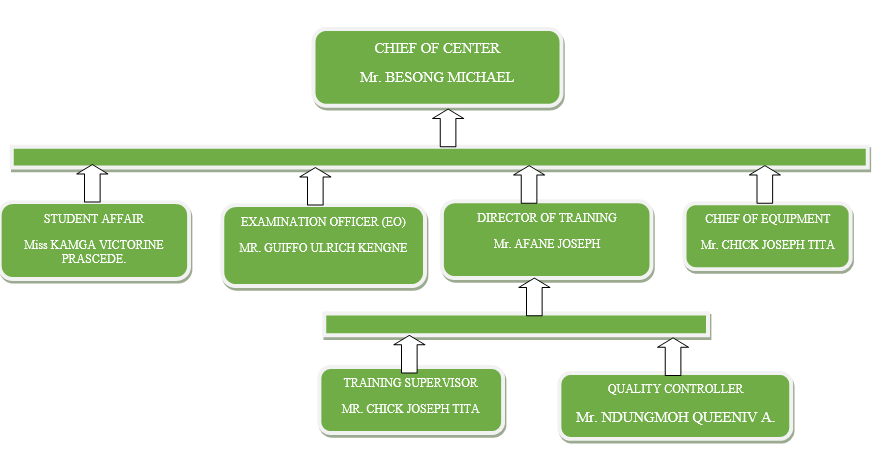 CHIEF OF CENTER
Mr. BESONG MICHAEL
STUDENT AFFAIR
Miss KAMGA VICTORINE
PRASCEDE.
EXAMINATION OFFICER (EO)
MR. GUIFFO ULRICH KENGNE
DIRECTOR OF TRAINING
Mr. AFANE JOSEPH
CHIEF OF EQUIPMENT
Mr. CHICK JOSEPH TITA
TRAINING SUPERVISOR
MR. CHICK JOSEPH TITA
QUALITY CONTROLLER
Mr. NDUNGMOH QUEENIV A.